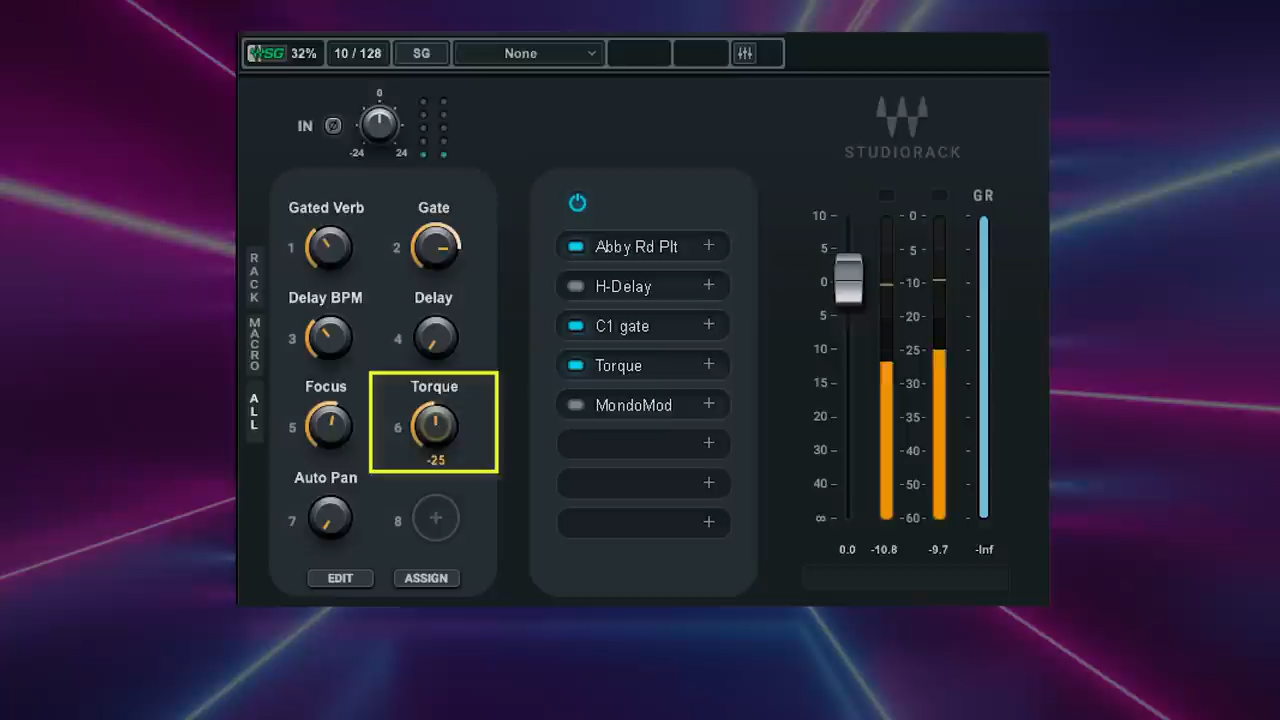 WSG 32% 10 / 128 SG None
IN 0 -24 24
STUDIORACK
RACK
MACRO
ALL
Gated Verb
1
Gate
2
Delay BPM
3
Delay
4
Focus
5
Torque
6
-25
Auto Pan
7
8 +
EDIT ASSIGN
Abby Rd Plt +
H-Delay +
C1 gate +
Torque +
MondoMod +
+
+
+
GR
10
5
0
5
10
15
20
30
40
∞
0
-5
-10
-20
-25
-30
-35
-40
-50
-60
0.0 -10.8 -9.7 -Inf